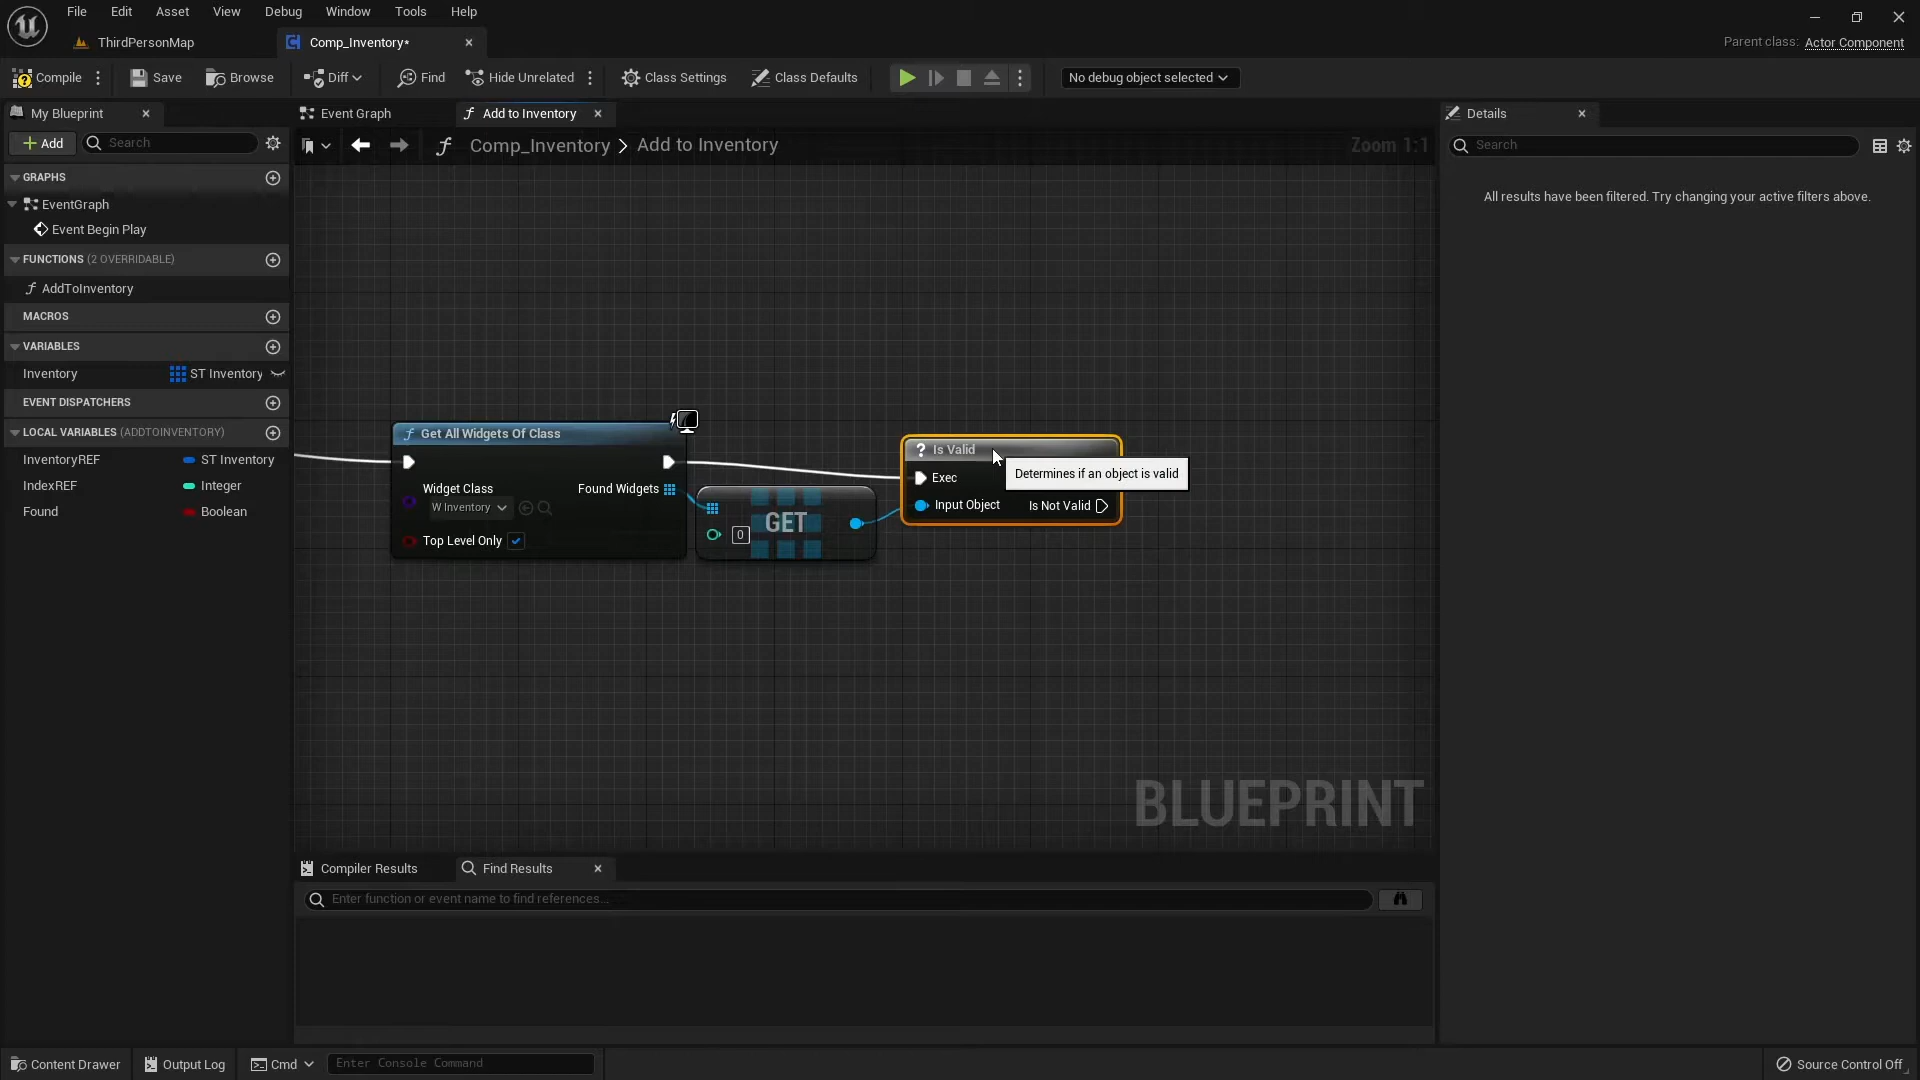 File Edit Asset View Debug Window Tools Help
ThirdPersonMap
Comp_Inventory*
Parent class: Actor Component
Compile
Save
Browse
Diff
Find
Hide Unrelated
Class Settings
Class Defaults
No debug object selected
My Blueprint
Event Graph
Add to Inventory
Details
Add
Search
Comp_Inventory > Add to Inventory
Zoom 1:1
Search
All results have been filtered. Try changing your active filters above.
GRAPHS
EventGraph
Event Begin Play
FUNCTIONS (2 OVERRIDABLE)
AddToInventory
MACROS
VARIABLES
Inventory ST Inventory
EVENT DISPATCHERS
LOCAL VARIABLES (ADDTOINVENTORY)
InventoryREF ST Inventory
IndexREF Integer
Found Boolean
Get All Widgets Of Class
Widget Class
W Inventory
Found Widgets
Top Level Only
GET
0
Is Valid
Exec
Determines if an object is valid
Input Object
Is Not Valid
BLUEPRINT
Compiler Results
Find Results
Enter function or event name to find references...
Content Drawer
Output Log
Cmd
Enter Console Command
Source Control Off